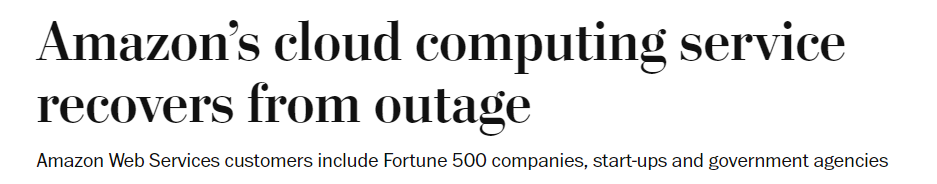 Amazon’s cloud computing service
recovers from outage
Amazon Web Services customers include Fortune 500 companies, start-ups and government agencies